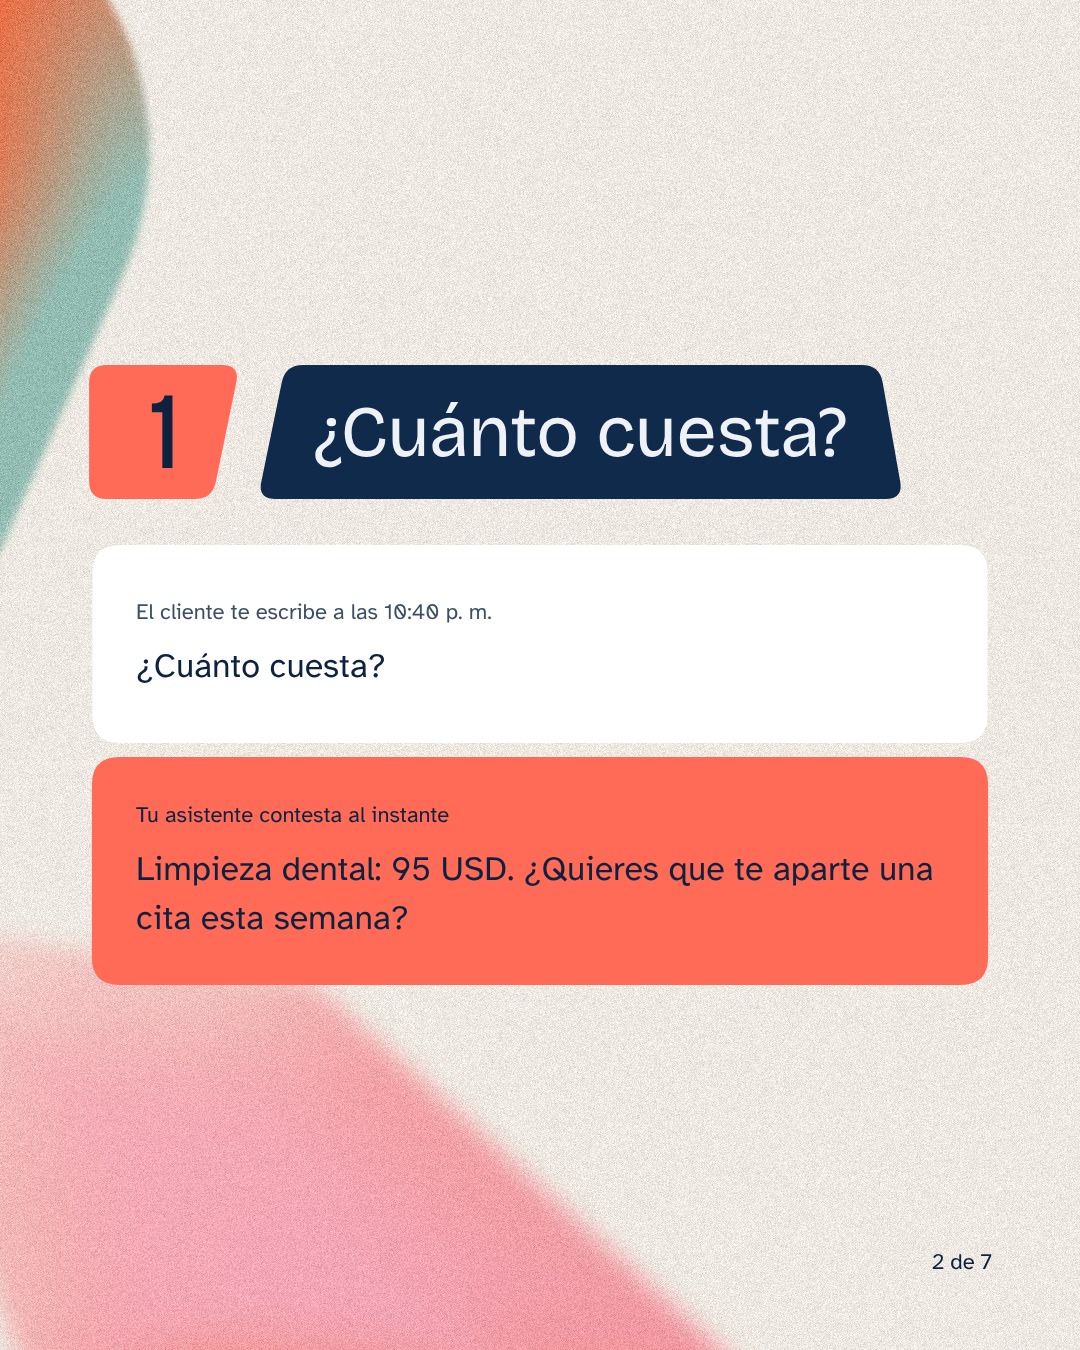 1 ¿Cuánto cuesta?
El cliente te escribe a las 10:40 p. m.
¿Cuánto cuesta?
Tu asistente contesta al instante
Limpieza dental: 95 USD. ¿Quieres que te aparte una
cita esta semana?
2 de 7